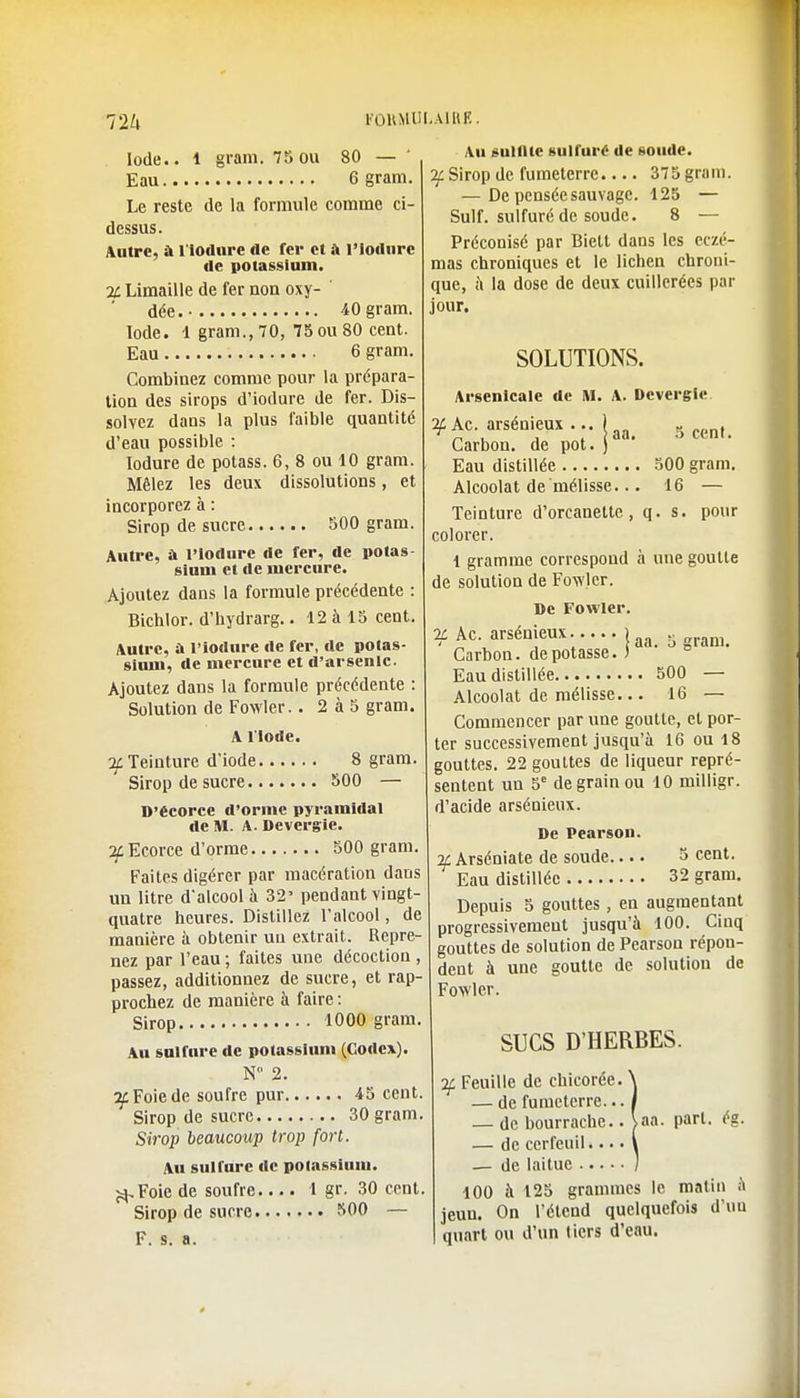 724
FORMULAIRE.
Iode.. 1 gram. 75 ou 80 —
Eau............... 6 gram.
Le reste de la formule comme ci-
dessus.
Autre, à l'iodure de fer et à l'iodure
de potassium.
♃ Limaille de fer non oxy-
dée............... 40 gram.
Iode. 1 gram., 70, 75 ou 80 cent.
Eau............... 6 gram.
Combinez comme pour la prépara-
tion des sirops d'iodure de fer. Dis-
solvez dans la plus faible quantité
d'eau possible :
Iodure de potass. 6, 8 ou 10 gram.
Mêlez les deux dissolutions, et
incorporez à :
Sirop de sucre...... 500 gram.
Autre, à l'iodure de fer, de potas-
sium et de mercure.
Ajoutez dans la formule précédente :
Bichlor. d'hydrarg.. 12 à 15 cent.
Autre, à l'iodure de fer, de potas-
sium, de mercure et d'arsenic.
Ajoutez dans la formule précédente :
Solution de Fowler.. 2 à 5 gram.
A l'iode.
♃ Teinture d'iode...... 8 gram.
Sirop de sucre....... 500 —
D'écorce d'orme pyramidal
de M. A. Devergie.
♃ Ecorce d'orme....... 500 gram.
Faites digérer par macération dans
un litre d'alcool à 32° pendant vingt-
quatre heures. Distillez l'alcool, de
manière à obtenir un extrait. Repre-
nez par l'eau; faites une décoction,
passez, additionnez de sucre, et rap-
prochez de manière à faire:
Sirop.............. 1000 gram.
Au sulfure de potassium (Codex).
N° 2.
♃ Foie de soufre pur...... 45 cent.
Sirop de sucre........ 30 gram.
Sirop beaucoup trop fort.
Au sulfure de potassium.
♃ Foie de soufre.... 1 gr. 30 cent.
Sirop de sucre....... 500 —
F. s. a.
Au sulfite sulfuré de soude.
♃ Sirop de fumeterre.... 375 gram.
— De pensée sauvage. 125 —
Sulf. sulfuré de soude. 8 —
Préconisé par Biett dans les eczé-
mas chroniques et le lichen chroni-
que, à la dose de deux cuillerées par
jour.
SOLUTIONS.
Arsenicale de M. A. Devergie.
♃ Ac. arsénieux ... } aa. 5 cent.
Carbon. de pot. }
Eau distillée........ 500 gram.
Alcoolat de mélisse... 16 —
Teinture d'orcanette, q. s. pour
colorer.
1 gramme correspond à une goutte
de solution de Fowler.
De Fowler.
♃ Ac. arsénieux..... } aa. 5 gram.
Carbon. de potasse. }
Eau distillée......... 500 —
Alcoolat de mélisse... 16 —
Commencer par une goutte, et por-
ter successivement jusqu'à 16 ou 18
gouttes. 22 gouttes de liqueur repré-
sentent un 5e de grain ou 10 milligr.
d'acide arsénieux.
De Pearson.
♃ Arséniate de soude.... 5 cent.
Eau distillée........ 32 gram.
Depuis 5 gouttes, en augmentant
progressivement jusqu'à 100. Cinq
gouttes de solution de Pearson répon-
dent à une goutte de solution de
Fowler.
SUCS D'HERBES.
♃ Feuille de chicorée. \
— de fumeterre... |
— de bourrache.. } aa. part. ég.
— de cerfeuil.... |
— de laitue..... /
100 à 125 grammes le matin à
jeun. On l'étend quelquefois d'un
quart ou d'un tiers d'eau.